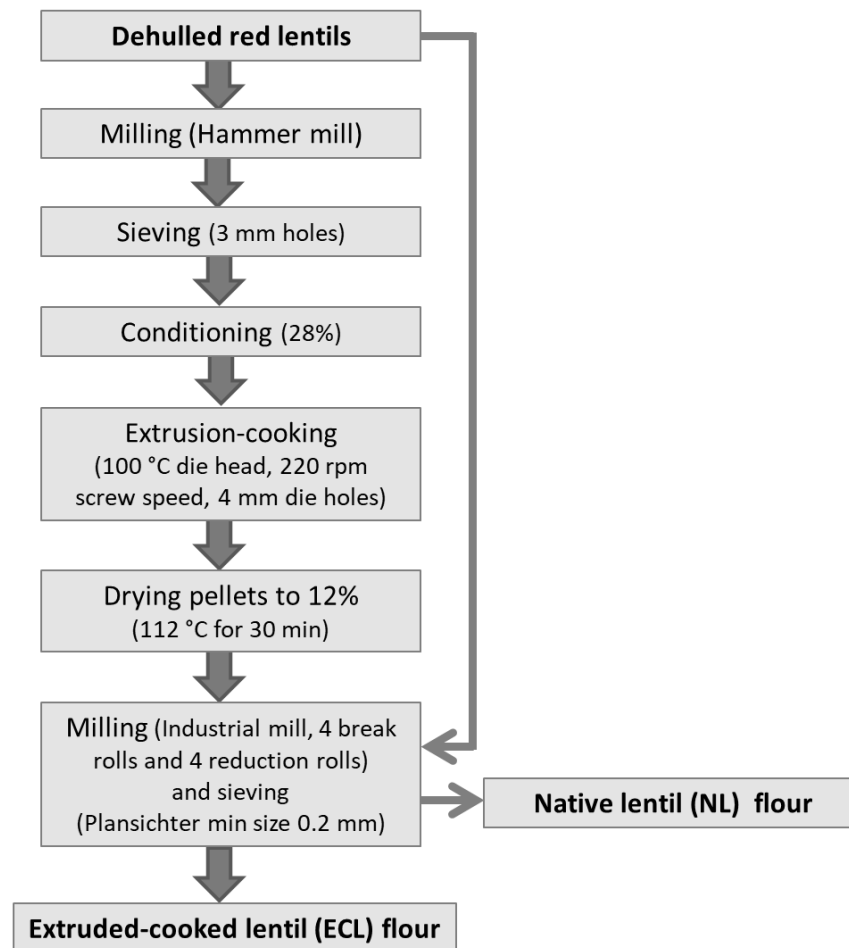 Dehulled red lentils
Milling (Hammer mill)
Sieving (3 mm holes)
Conditioning (28%)
Extrusion-cooking
(100 °C die head, 220 rpm
screw speed, 4 mm die holes)
Drying pellets to 12%
(112 °C for 30 min)
Milling (Industrial mill, 4 break
rolls and 4 reduction rolls)
and sieving
(Plansichter min size 0.2 mm)
Native lentil (NL) flour
Extruded-cooked lentil (ECL) flour